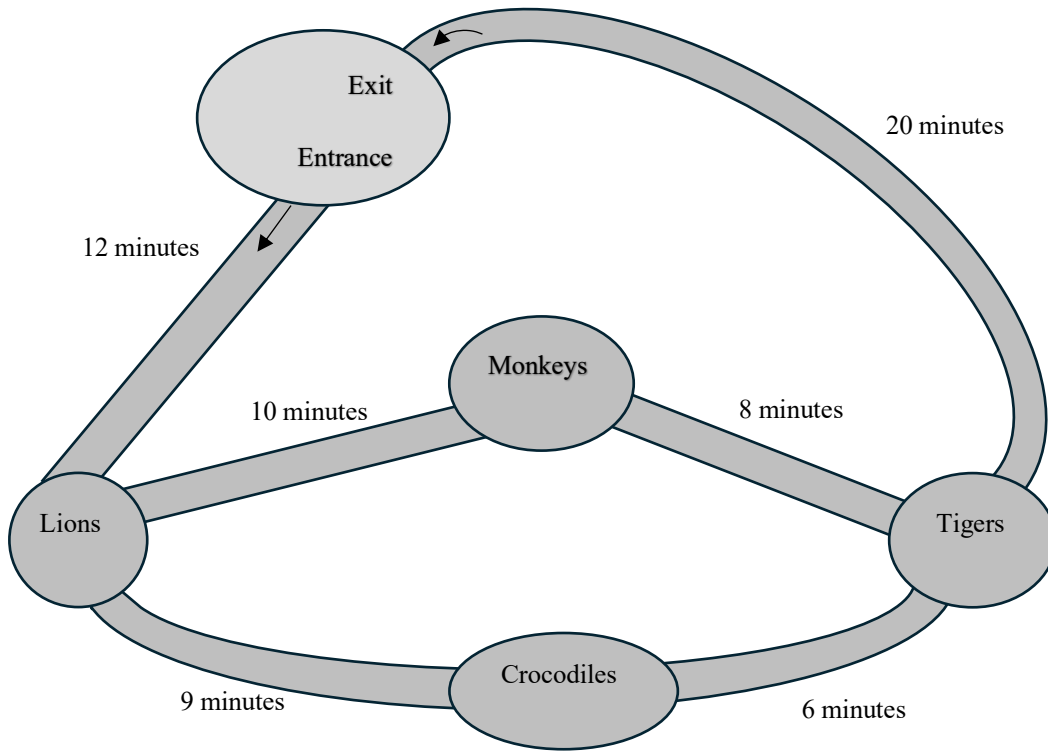 Exit
20 minutes
Entrance
12 minutes
Monkeys
10 minutes
8 minutes
Lions
Tigers
Crocodiles
9 minutes
6 minutes